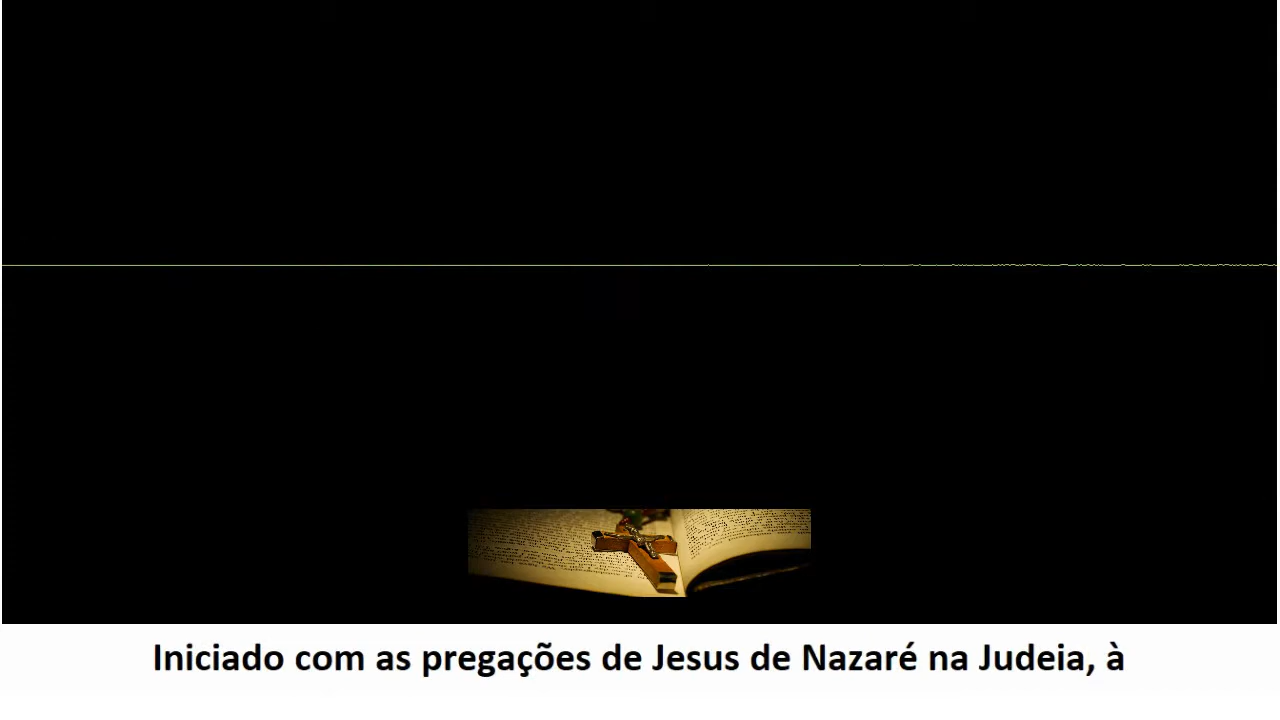 Iniciado com as pregações de Jesus de Nazaré na Judeia, à